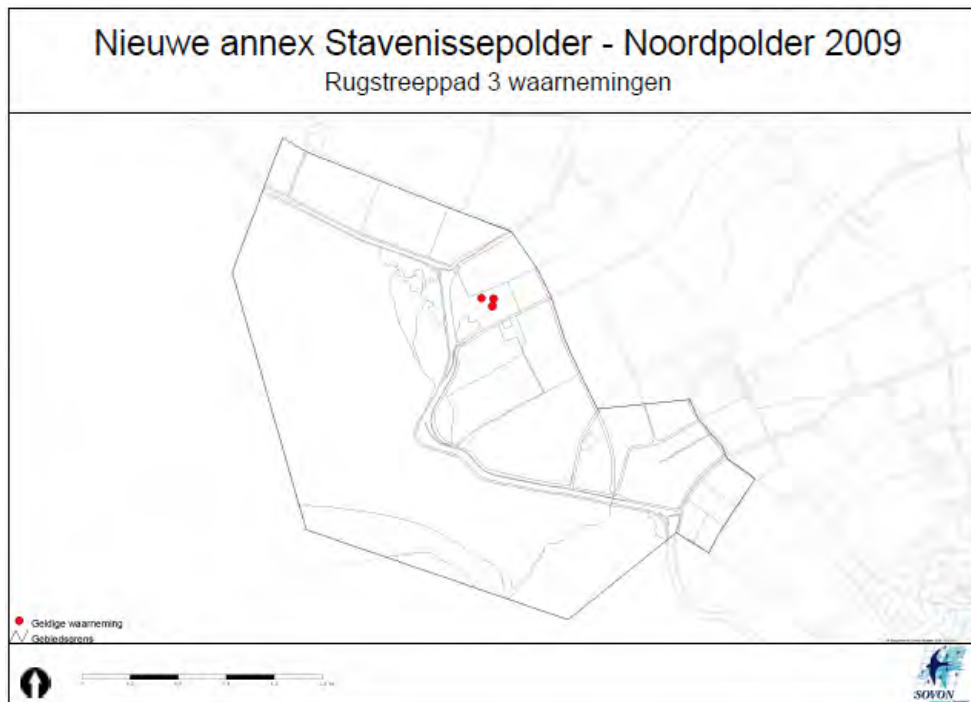 Nieuwe annex Stavenissepolder - Noordpolder 2009
Rugstreeppad 3 waarnemingen
Geldige waarneming
Gebiedsgrens
SOVON